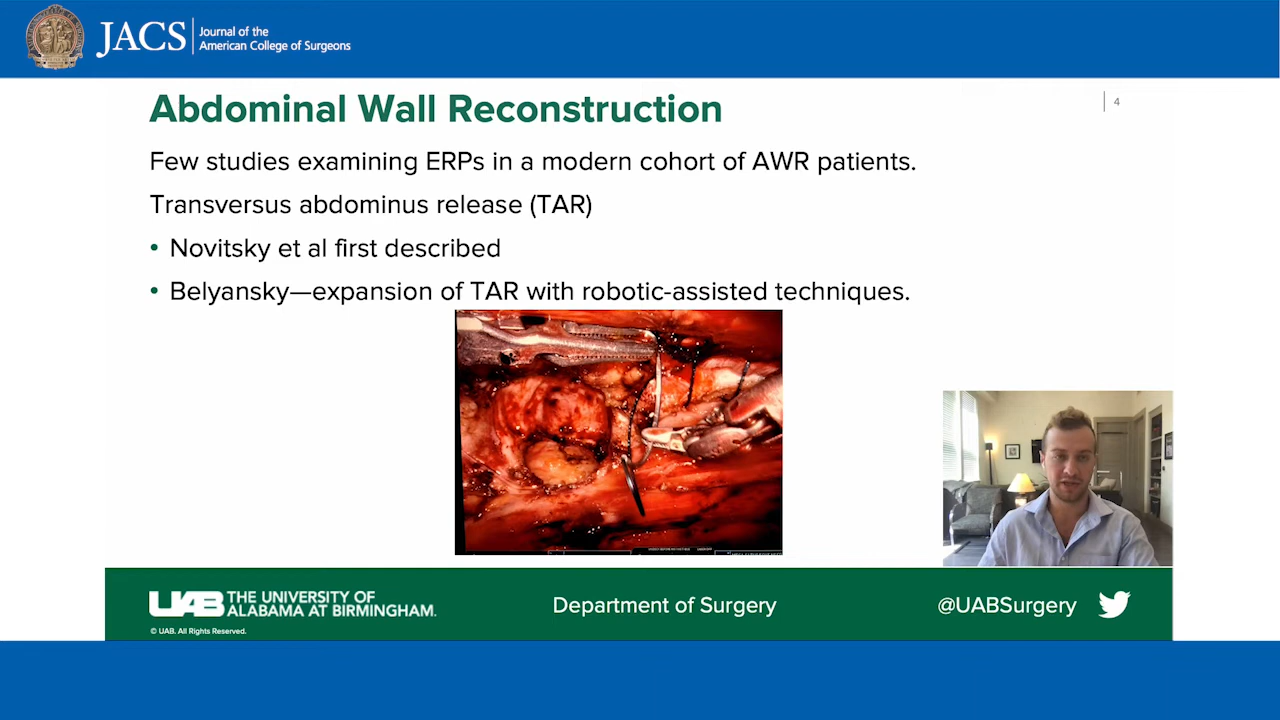 JACS
Journal of the
American College of Surgeons
Abdominal Wall Reconstruction
4
Few studies examining ERPs in a modern cohort of AWR patients.
Transversus abdominus release (TAR)
• Novitsky et al first described
• Belyansky—expansion of TAR with robotic-assisted techniques.
UAB THE UNIVERSITY OF
ALABAMA AT BIRMINGHAM.
© UAB. All Rights Reserved.
Department of Surgery
@UABSurgery